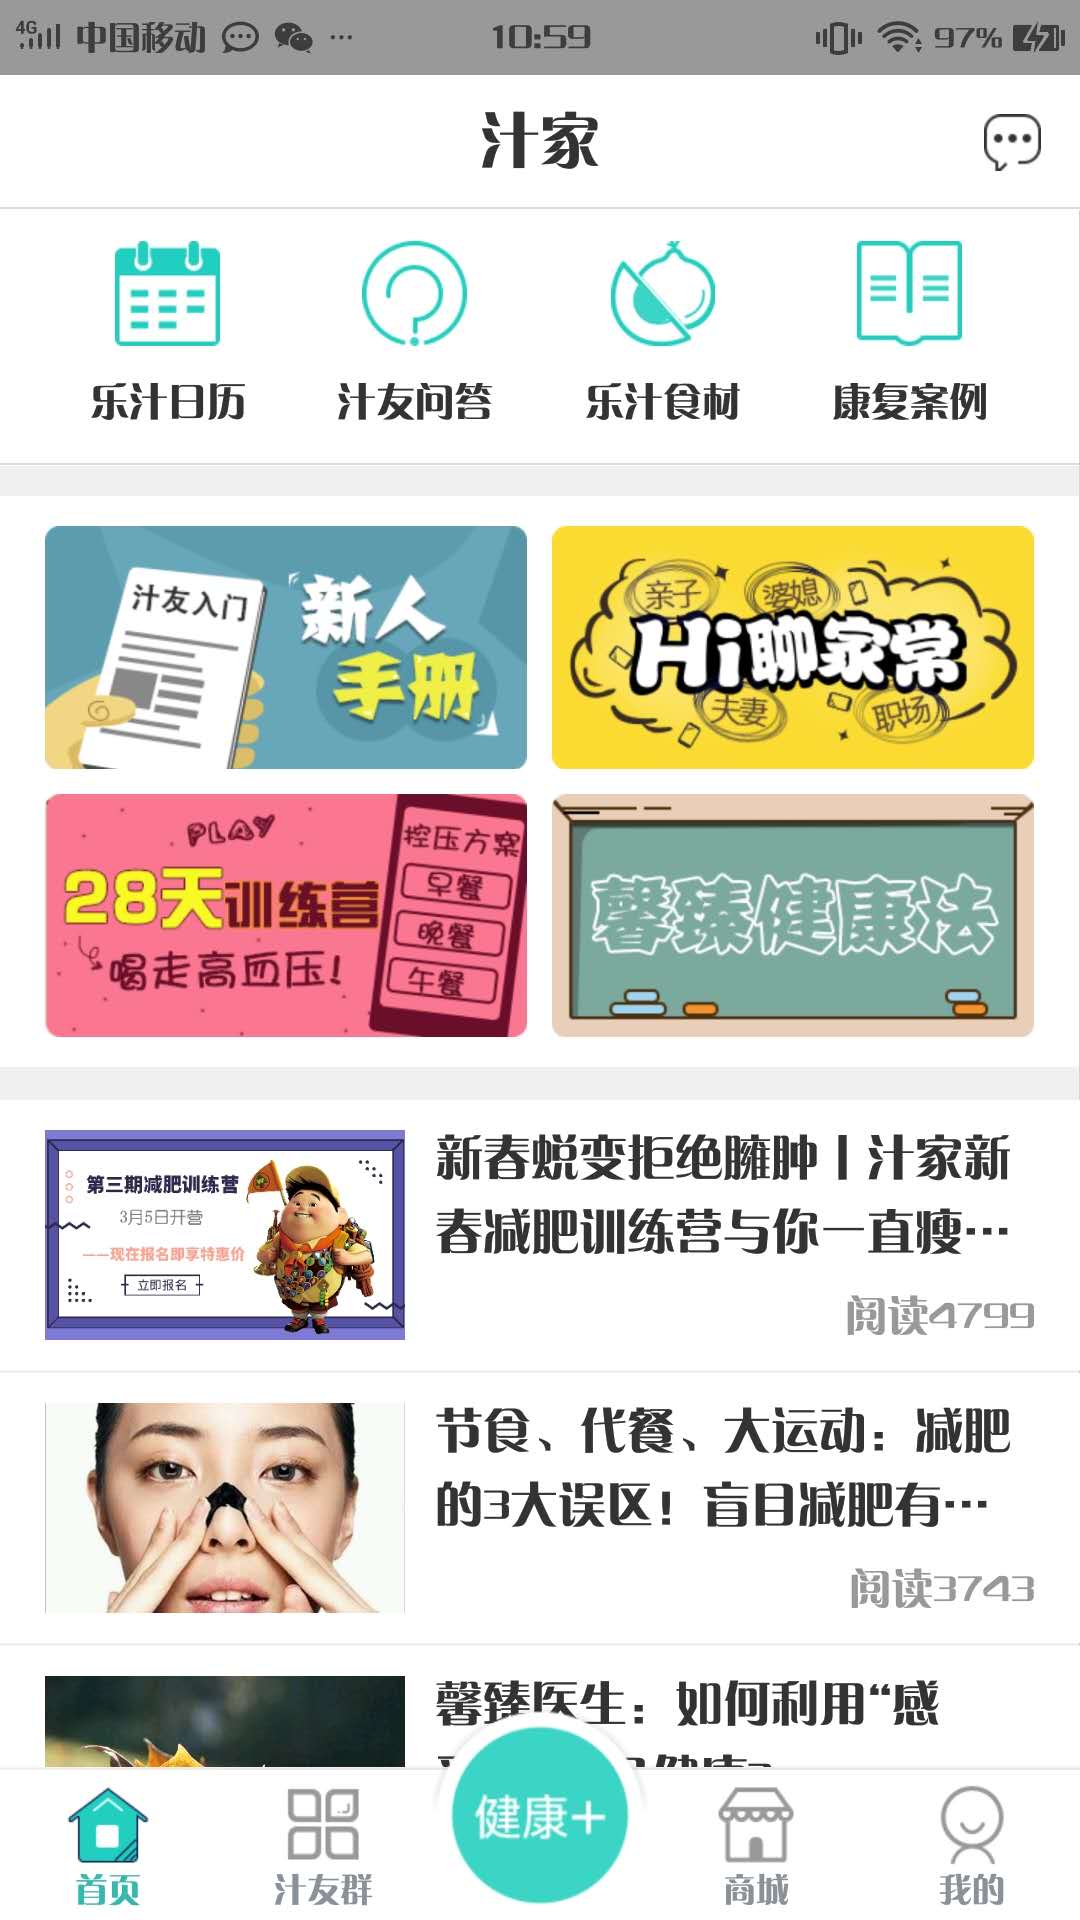 4G 中国移动 ··· 10:59 97%
汁家
乐汁日历 汁友问答 乐汁食材 康复案例
汁友入门
新人
手册
亲子 婆媳
Hi聊家常
夫妻 职场
PLAY
28天训练营
喝走高血压!
控压方案
早餐
晚餐
午餐
馨臻健康法
第三期减肥训练营
3月5日开营
——现在报名即享特惠价
立即报名
新春蜕变拒绝臃肿丨汁家新
春减肥训练营与你一直瘦···
阅读4799
节食、代餐、大运动：减肥
的3大误区！盲目减肥有···
阅读3743
馨臻医生：如何利用“感
健康+
首页 汁友群 商城 我的